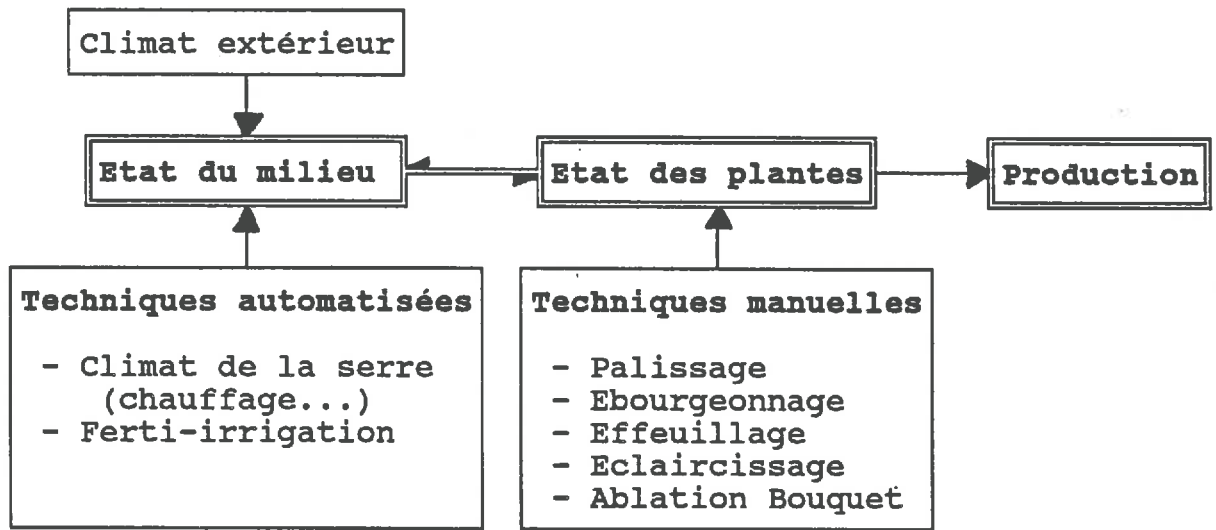 Climat extérieur
Etat du milieu
Etat des plantes
Production
Techniques automatisées
- Climat de la serre
(chauffage...)
- Ferti-irrigation
Techniques manuelles
- Palissage
- Ebourgeonnage
- Effeuillage
- Eclaircissage
- Ablation Bouquet